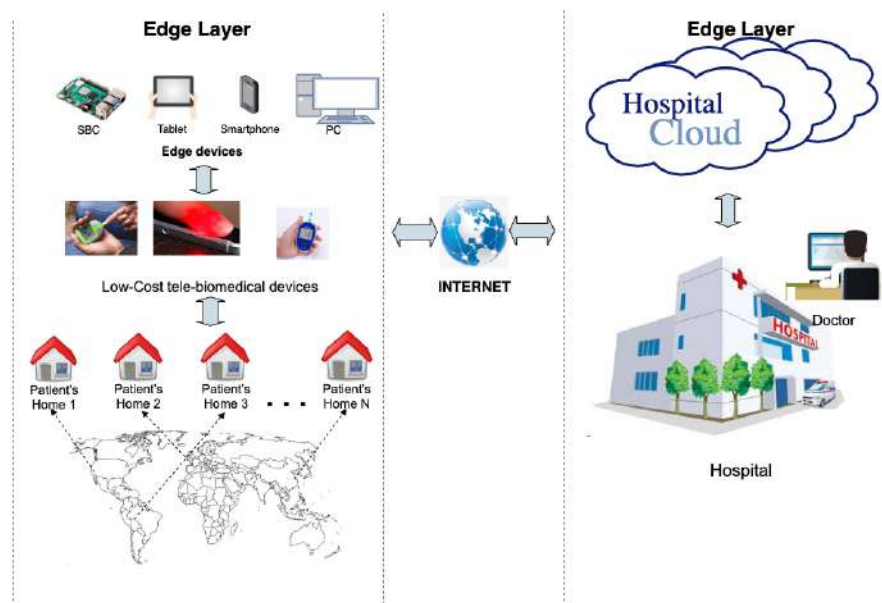 Edge Layer
SBC
Tablet
Smartphone
PC
Edge devices
Low-Cost tele-biomedical devices
Patient's
Home 1
Patient's
Home 2
Patient's
Home 3
. . .
Patient's
Home N
INTERNET
Edge Layer
Hospital
Cloud
HOSPITAL
Doctor
Hospital